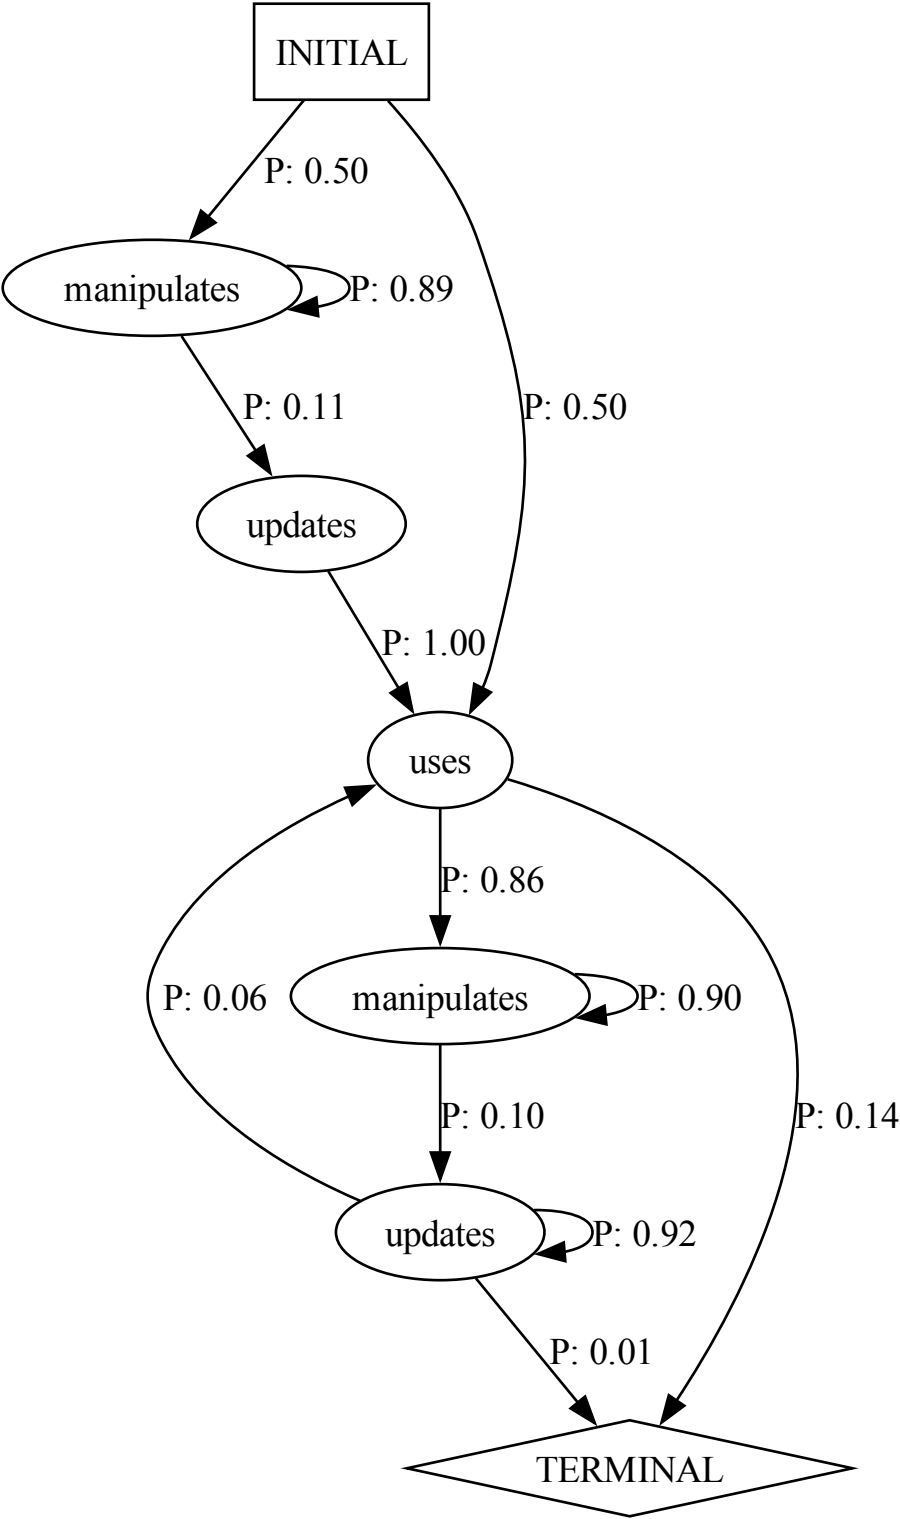 INITIAL
P: 0.50
manipulates
P: 0.89
P: 0.11
P: 0.50
updates
P: 1.00
uses
P: 0.86
P: 0.06
manipulates
P: 0.90
P: 0.10
P: 0.14
updates
P: 0.92
P: 0.01
TERMINAL